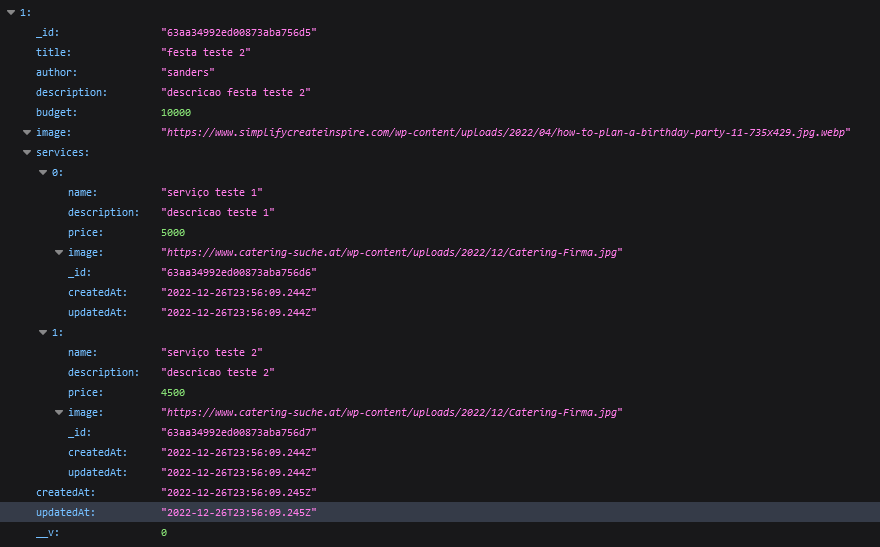 1:
_id: "63aa34992ed00873aba756d5"
title: "festa teste 2"
author: "sanders"
description: "descricao festa teste 2"
budget: 10000
image: "https://www.simplifycreateinspire.com/wp-content/uploads/2022/04/how-to-plan-a-birthday-party-11-735x429.jpg.webp"
services:
0:
name: "serviço teste 1"
description: "descricao teste 1"
price: 5000
image: "https://www.catering-suche.at/wp-content/uploads/2022/12/Catering-Firma.jpg"
_id: "63aa34992ed00873aba756d6"
createdAt: "2022-12-26T23:56:09.244Z"
updatedAt: "2022-12-26T23:56:09.244Z"
1:
name: "serviço teste 2"
description: "descricao teste 2"
price: 4500
image: "https://www.catering-suche.at/wp-content/uploads/2022/12/Catering-Firma.jpg"
_id: "63aa34992ed00873aba756d7"
createdAt: "2022-12-26T23:56:09.244Z"
updatedAt: "2022-12-26T23:56:09.244Z"
createdAt: "2022-12-26T23:56:09.245Z"
updatedAt: "2022-12-26T23:56:09.245Z"
__v: 0